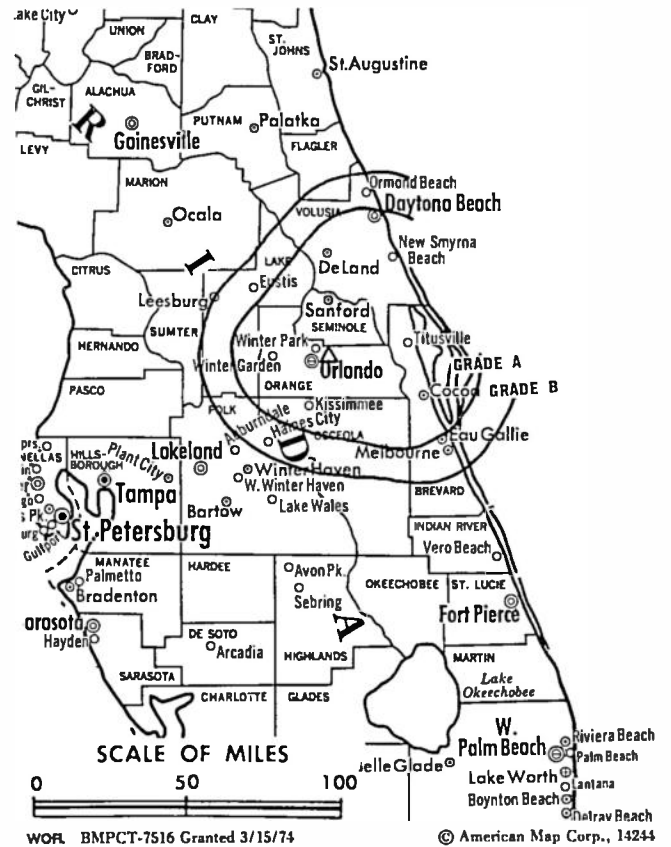 ake City
CLAY
UNION
BRAD-
FORD
ST.
JOHNS
St. Augustine
GIL-
CHRIST
ALACHUA
R
Gainesville
PUTNAM
Palatka
LEVY
FLAGLER
MARION
Ormond Beach
Daytona Beach
VOLUSIA
Ocala
New Smyrna
Beach
I
LAKE
DeLand
CITRUS
Eustis
Leesburg
Sanford
SEMINOLE
SUMTER
HERNANDO
Titusville
Winter Park
Winter Garden
Orlando
GRADE A
ORANGE
PASCO
Cocoa
GRADE B
Kissimmee
POLK
Auburndale
Haines City
OSCEOLA
D
Eau Gallie
Melbourne
NELLAS
HILLS-
BOROUGH
Plant City
Lakeland
Winter Haven
W. Winter Haven
BREVARD
Tampa
Bartow
Lake Wales
s Pk.
St. Petersburg
Gulfport
INDIAN RIVER
Vero Beach
MANATEE
HARDEE
Palmetto
Avon Pk.
OKEECHOBEE
ST. LUCIE
Bradenton
Sebring
Fort Pierce
arasota
A
Hayden
DE SOTO
Arcadia
HIGHLANDS
MARTIN
SARASOTA
Lake
Okeechobee
CHARLOTTE
GLADES
W.
Palm Beach
Riviera Beach
Palm Beach
SCALE OF MILES
elle Glade
Lake Worth
Lantana
0 50 100
Boynton Beach
Delray Beach
WOFL BMPCT-7516 Granted 3/15/74
© American Map Corp., 14244